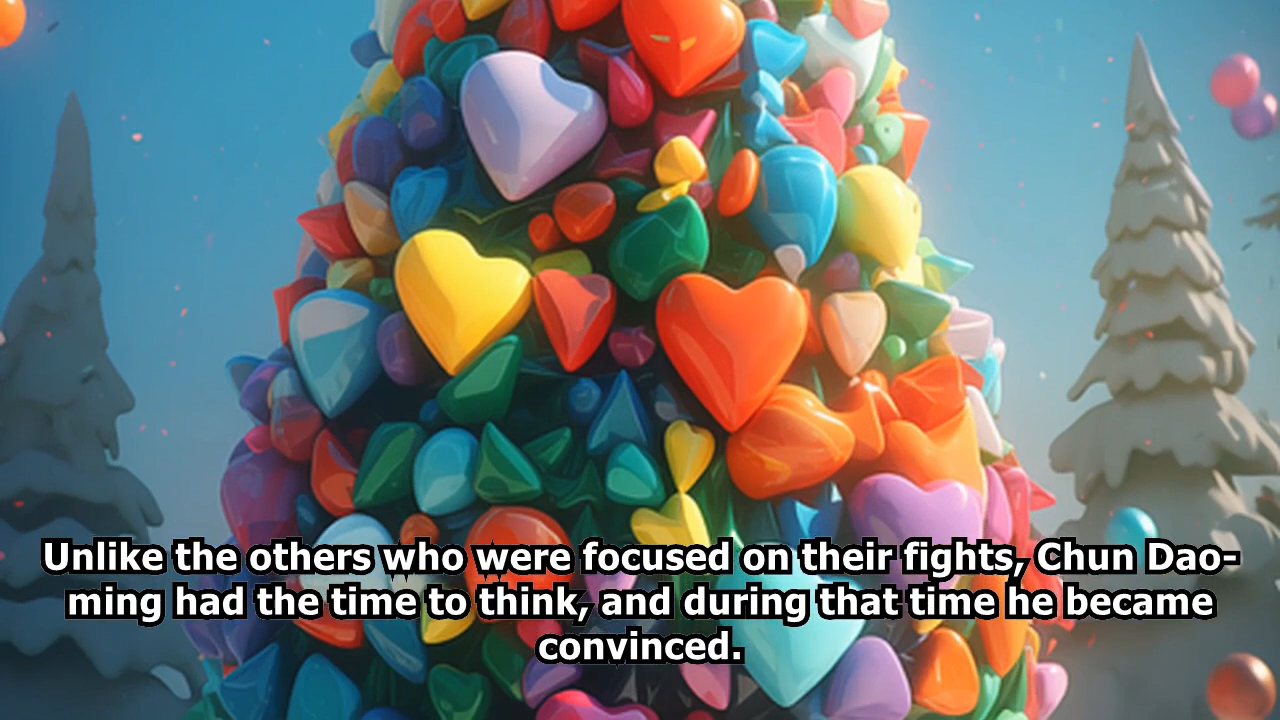 Unlike the others who were focused on their fights, Chun Dao-
ming had the time to think, and during that time he became
convinced.